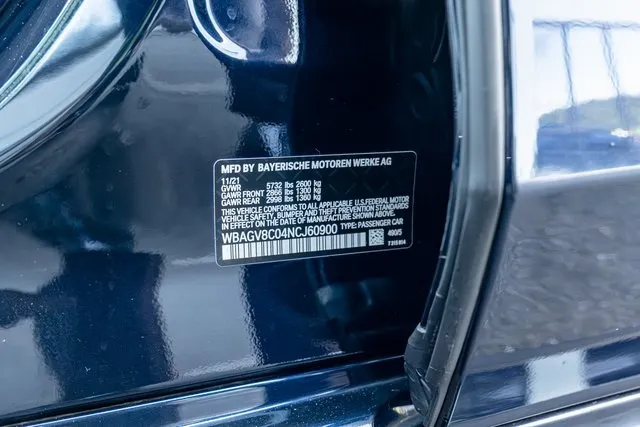 MFD BY BAYERISCHE MOTOREN WERKE AG
11/21
GVWR 5732 lbs 2600 kg
GAWR FRONT 2866 lbs 1300 kg
GAWR REAR 2998 lbs 1360 kg
THIS VEHICLE CONFORMS TO ALL APPLICABLE U.S. FEDERAL MOTOR
VEHICLE SAFETY, BUMPER AND THEFT PREVENTION STANDARDS
IN EFFECT ON THE DATE OF MANUFACTURE SHOWN ABOVE.
WBAGV8C04NCJ60900 TYPE: PASSENGER CAR
490/5